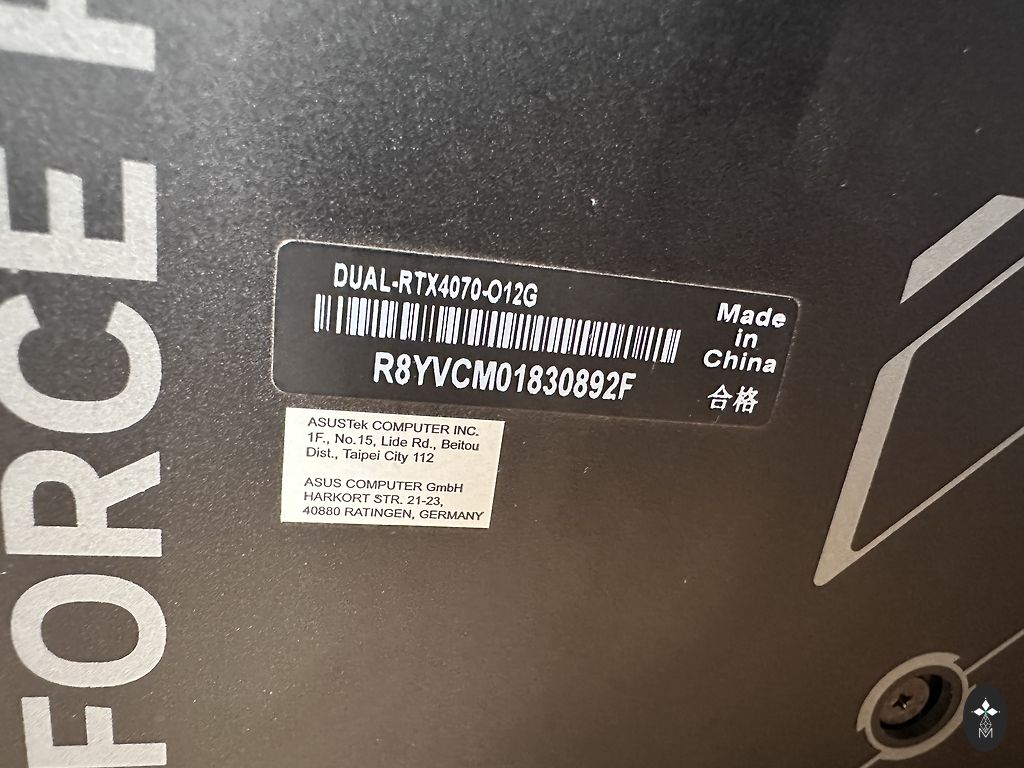 FORCE R
DUAL-RTX4070-O12G
R8YVCM01830892F
Made
in
China
合格
ASUSTek COMPUTER INC.
1F., No.15, Lide Rd., Beitou
Dist., Taipei City 112
ASUS COMPUTER GmbH
HARKORT STR. 21-23,
40880 RATINGEN, GERMANY
M